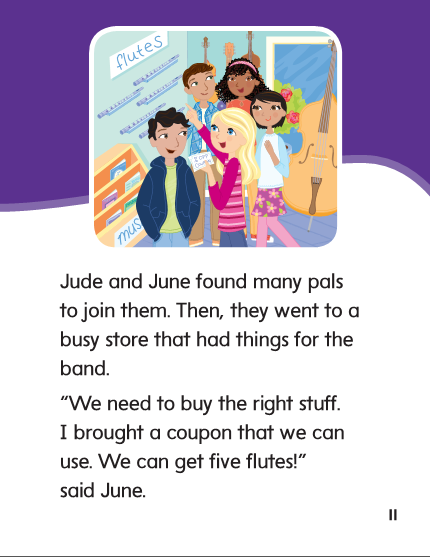 flutes
Jude and June found many pals
to join them. Then, they went to a
busy store that had things for the
band.
“We need to buy the right stuff.
I brought a coupon that we can
use. We can get five flutes!”
said June.
11